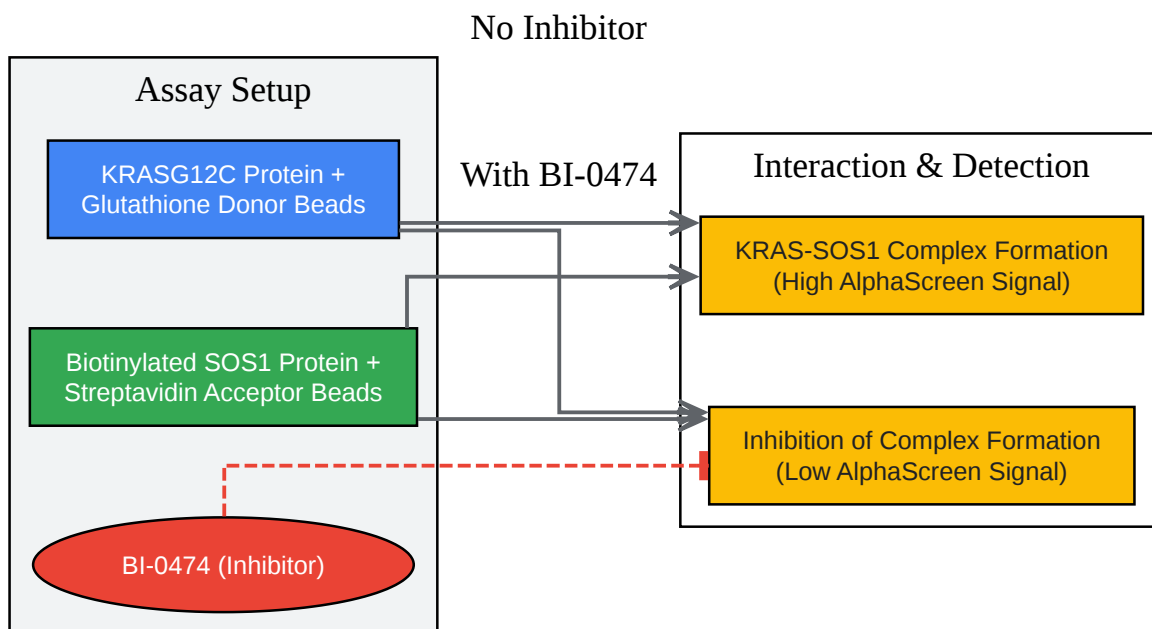 No Inhibitor
Assay Setup
KRASG12C Protein +
Glutathione Donor Beads
With BI-0474
Interaction & Detection
KRAS-SOS1 Complex Formation
(High AlphaScreen Signal)
Biotinylated SOS1 Protein +
Streptavidin Acceptor Beads
Inhibition of Complex Formation
(Low AlphaScreen Signal)
BI-0474 (Inhibitor)